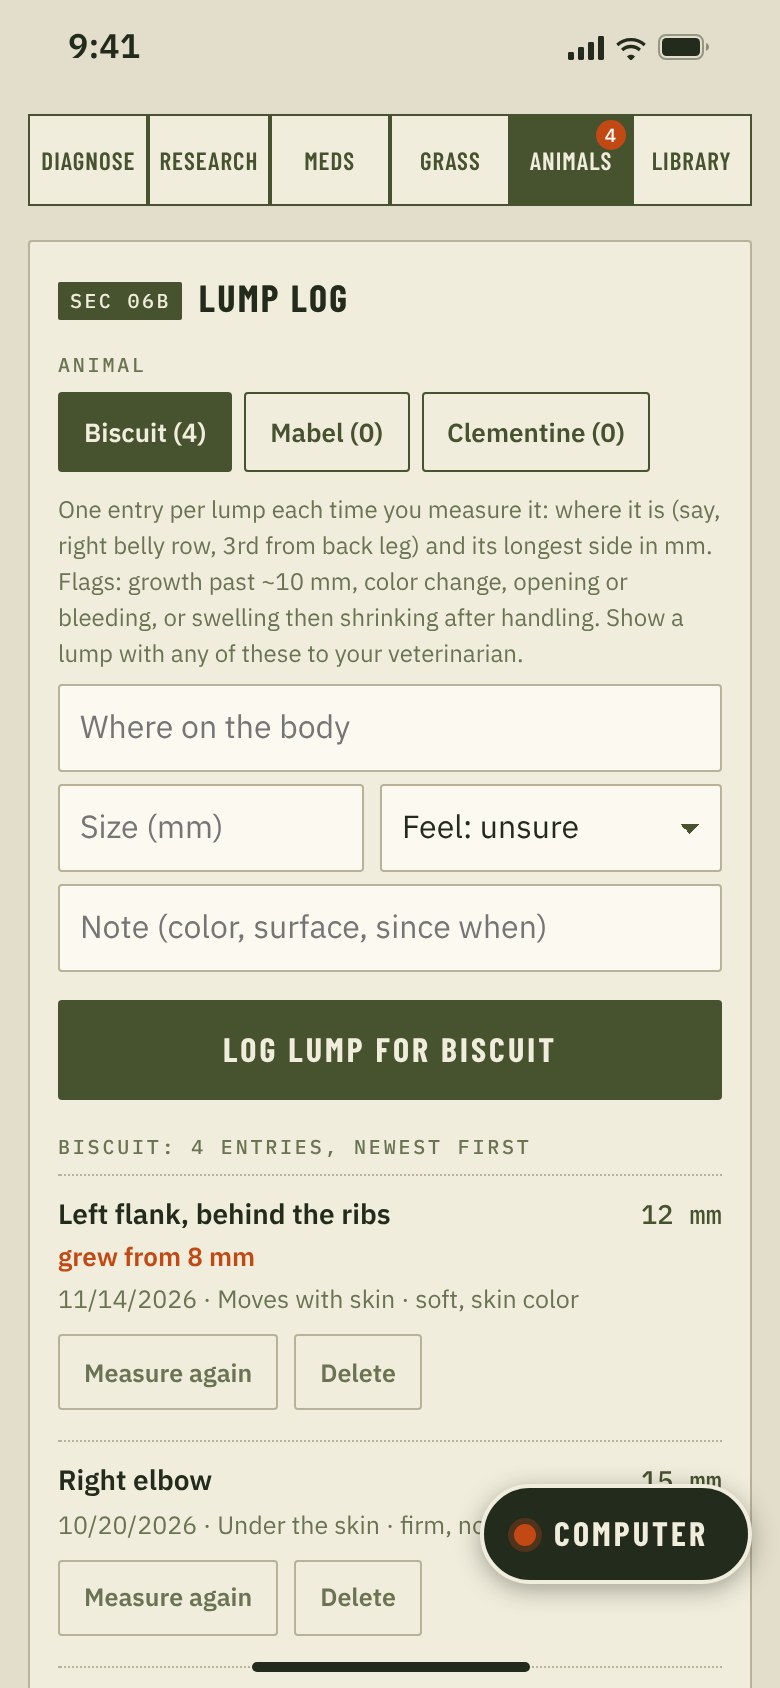 9:41
DIAGNOSE RESEARCH MEDS GRASS ANIMALS 4 LIBRARY
SEC 06B LUMP LOG
ANIMAL
Biscuit (4) Mabel (0) Clementine (0)
One entry per lump each time you measure it: where it is (say,
right belly row, 3rd from back leg) and its longest side in mm.
Flags: growth past ~10 mm, color change, opening or
bleeding, or swelling then shrinking after handling. Show a
lump with any of these to your veterinarian.
Where on the body
Size (mm) Feel: unsure
Note (color, surface, since when)
LOG LUMP FOR BISCUIT
BISCUIT: 4 ENTRIES, NEWEST FIRST
Left flank, behind the ribs 12 mm
grew from 8 mm
11/14/2026 · Moves with skin · soft, skin color
Measure again Delete
Right elbow 15 mm
10/20/2026 · Under the skin · firm,
COMPUTER
Measure again Delete